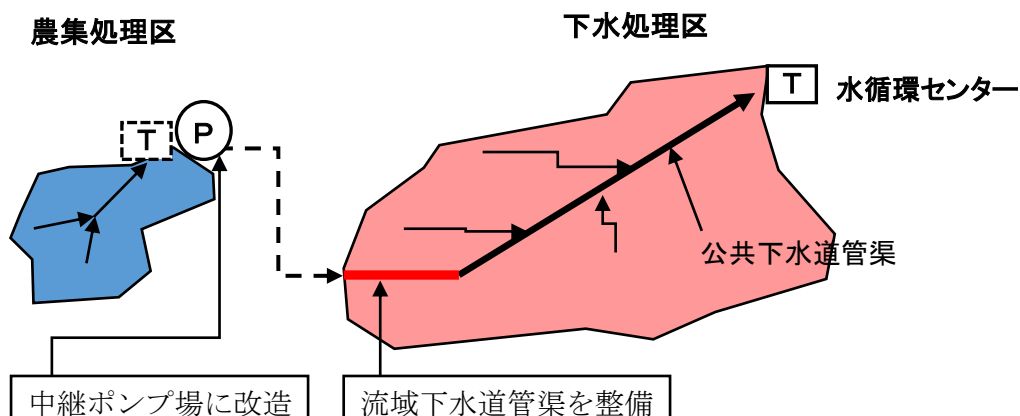 農集処理区
下水処理区
T
P
T
水循環センター
公共下水道管渠
中継ポンプ場に改造
流域下水道管渠を整備